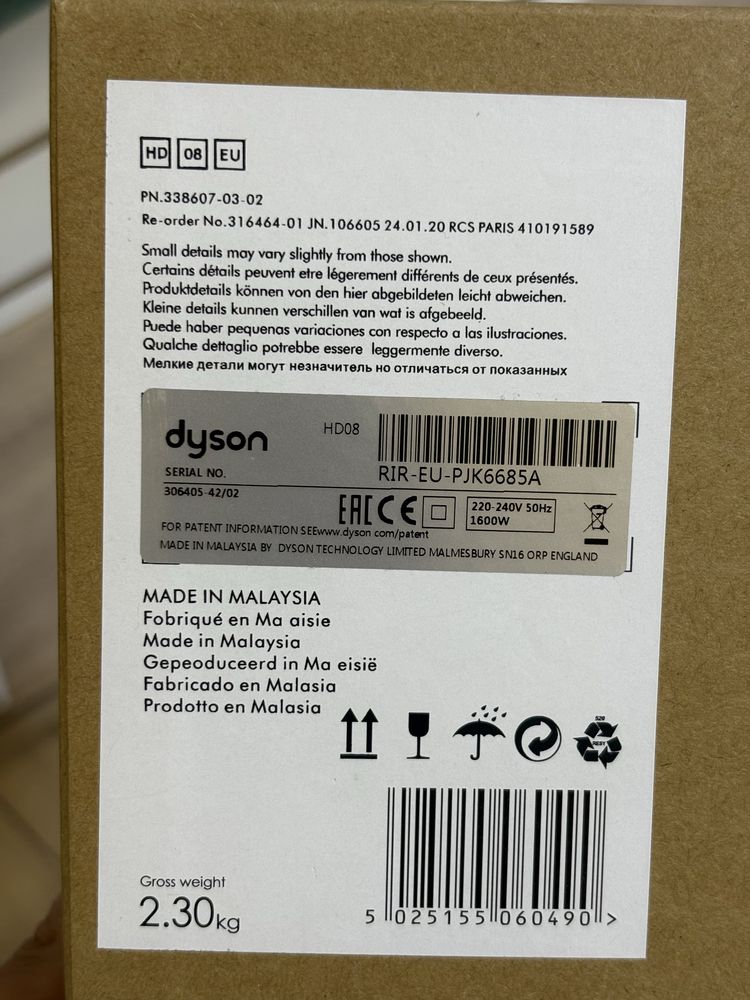 HD 08 EU
PN.338607-03-02
Re-order No.316464-01 JN.106605 24.01.20 RCS PARIS 410191589
Small details may vary slightly from those shown.
Certains détails peuvent etre légerement différents de ceux présentés.
Produktdetails können von den hier abgebildeten leicht abweichen.
Kleine details kunnen verschillen van wat is afgebeeld.
Puede haber pequenas variaciones con respecto a las ilustraciones.
Qualche dettaglio potrebbe essere leggermente diverso.
Мелкие детали могут незначитель но отличаться от показанных
dyson HD08
SERIAL NO. RIR-EU-PJK6685A
306405-42/02
EAC CE 220-240V 50Hz
1600W
FOR PATENT INFORMATION SEEwww.dyson com/patent
MADE IN MALAYSIA BY DYSON TECHNOLOGY LIMITED MALMESBURY SN16 ORP ENGLAND
MADE IN MALAYSIA
Fabriqué en Ma aisie
Made in Malaysia
Gepeoduceerd in Ma eisië
Fabricado en Malasia
Prodotto en Malasia
520
REST
Gross weight
2.30kg
5 025155 060490 >